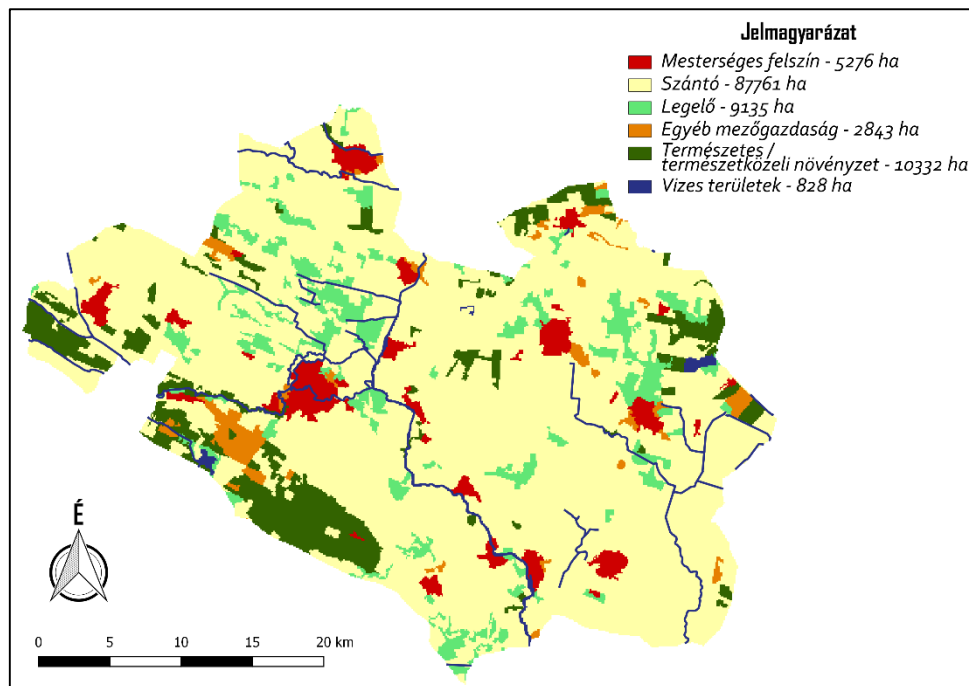 Jelmagyarázat
Mesterséges felszín - 5276 ha
Szántó - 87761 ha
Legelő - 9135 ha
Egyéb mezőgazdaság - 2843 ha
Természetes /
természetközeli növényzet - 10332 ha
Vizes területek - 828 ha
É
0 5 10 15 20 km